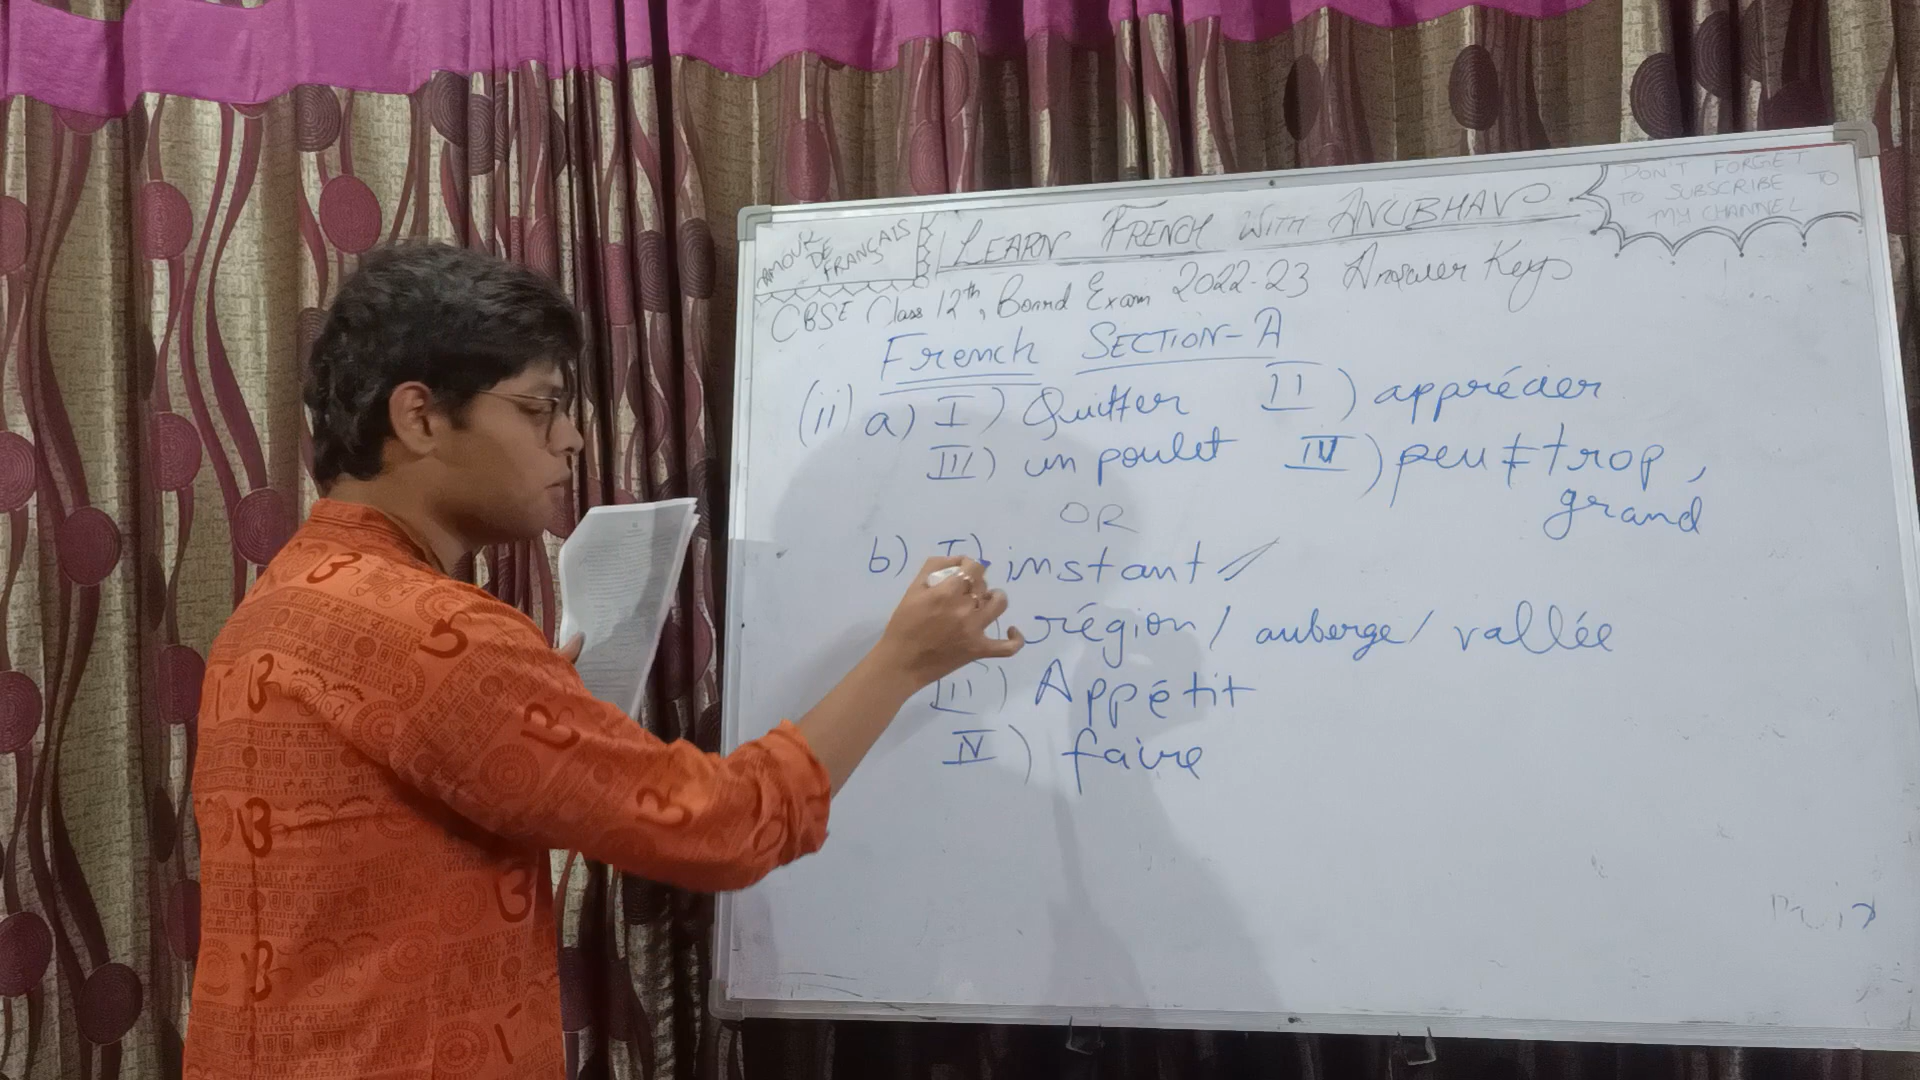 AMOUR DE FRANÇAIS
LEARN FRENCH WITH ANUBHAV
DON'T FORGET
TO SUBSCRIBE TO
MY CHANNEL
CBSE Class 12th, Board Exam 2022-23 Answer Keys
French SECTION-A
(ii) a) I) Quitter II) apprécier
III) un poulet IV) peu ≠ trop,
grand
OR
b) I) instant /
région / auberge / vallée
III) Appétit
IV) faire